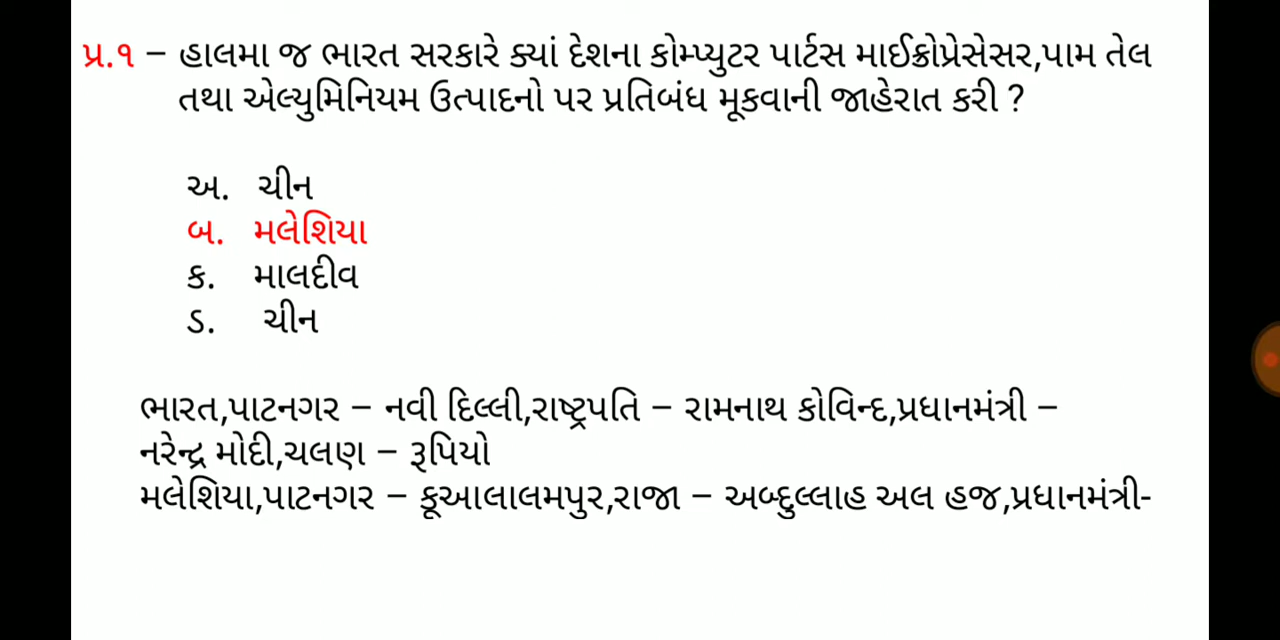 પ્ર.૧ – હાલમા જ ભારત સરકારે ક્યાં દેશના કોમ્પ્યુટર પાર્ટસ માઈક્રોપ્રેસેસર,પામ તેલ
તથા એલ્યુમિનિયમ ઉત્પાદનો પર પ્રતિબંધ મૂકવાની જાહેરાત કરી ?
અ. ચીન
બ. મલેશિયા
ક. માલદીવ
ડ. ચીન
ભારત,પાટનગર – નવી દિલ્લી,રાષ્ટ્રપતિ – રામનાથ કોવિન્દ,પ્રધાનમંત્રી –
નરેન્દ્ર મોદી,ચલણ – રૂપિયો
મલેશિયા,પાટનગર – કૂઆલાલમપુર,રાજા – અબ્દુલ્લાહ અલ હજ,પ્રધાનમંત્રી-